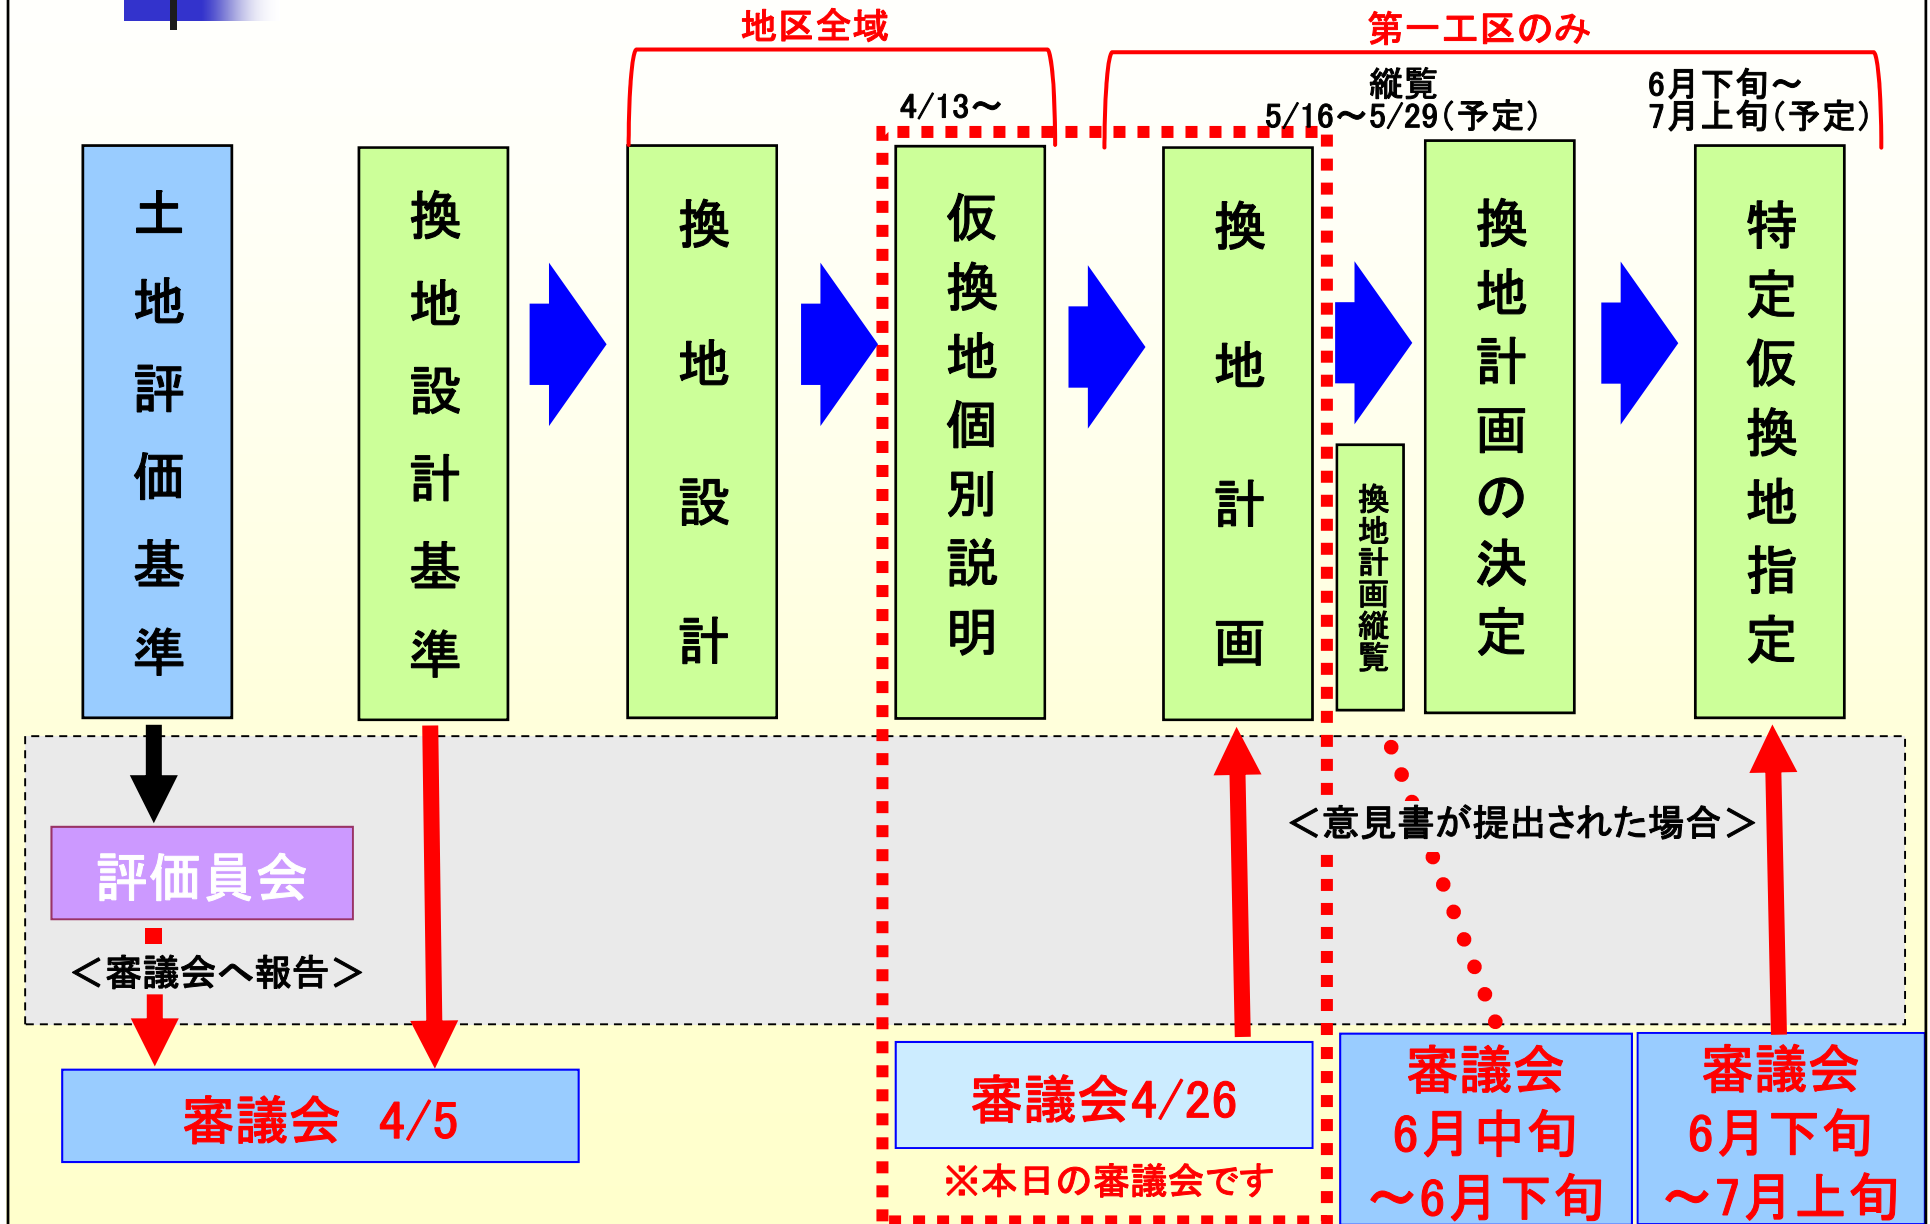 地区全域
第一工区のみ
4/13～
縦覧
5/16～5/29(予定)
6月下旬～
7月上旬(予定)
土地評価基準
換地設計基準
換地設計
仮換地個別説明
換地計画
換地計画縦覧
換地計画の決定
特定仮換地指定
＜意見書が提出された場合＞
評価員会
＜審議会へ報告＞
審議会 4/5
審議会4/26
※本日の審議会です
審議会
6月中旬
～6月下旬
審議会
6月下旬
～7月上旬